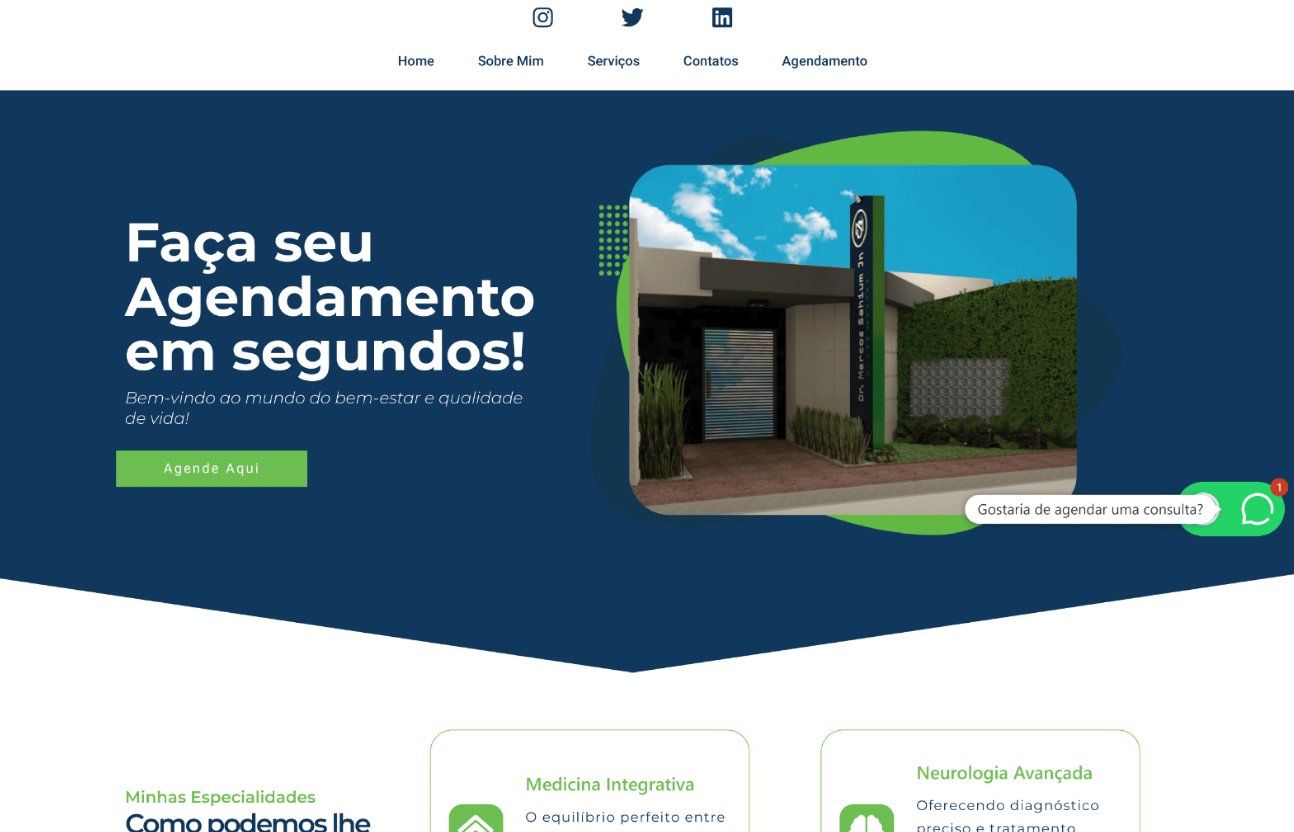 Home Sobre Mim Serviços Contatos Agendamento
Faça seu
Agendamento
em segundos!
Bem-vindo ao mundo do bem-estar e qualidade
de vida!
Agende Aqui
Dr. Marcos Sahium Jr
1
Gostaria de agendar uma consulta?
Minhas Especialidades
Como podemos lhe
Medicina Integrativa
O equilíbrio perfeito entre
Neurologia Avançada
Oferecendo diagnóstico
preciso e tratamento